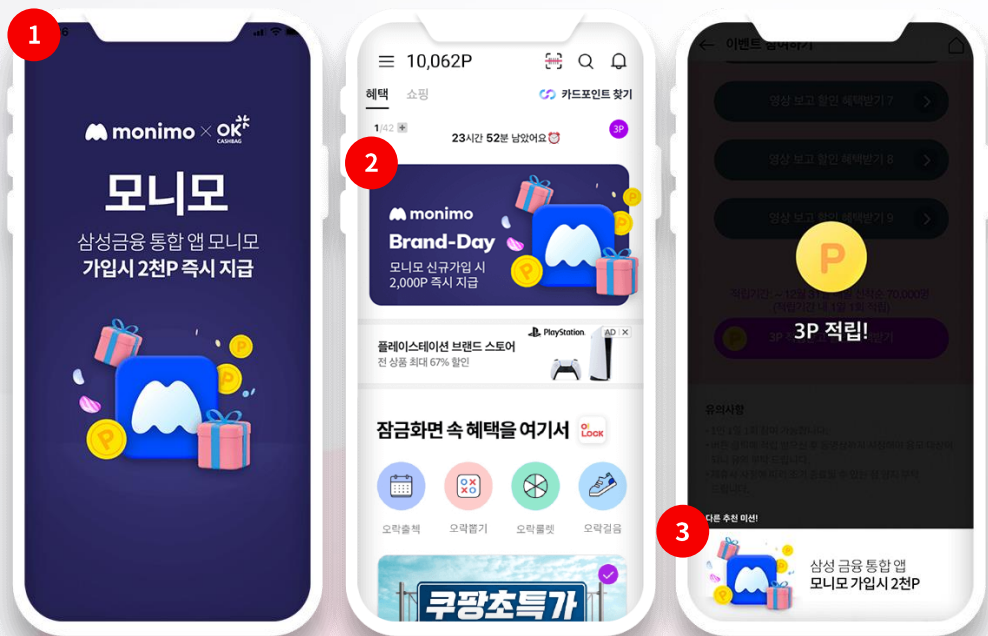 1
monimo × OK
CASHBAG
모니모
삼성금융 통합 앱 모니모
가입시 2천P 즉시 지급
10,062P
혜택 쇼핑 카드포인트 찾기
1/42 +
23시간 52분 남았어요
3P
2
monimo
Brand-Day
모니모 신규가입 시
2,000P 즉시 지급
PlayStation
AD X
플레이스테이션 브랜드 스토어
전 상품 최대 67% 할인
잠금화면 속 혜택을 여기서
O! LOCK
오락출첵 오락뽑기 오락룰렛 오락걸음
쿠팡초특가
이벤트 참여하기
영상 보고 할인 혜택받기 7
영상 보고 할인 혜택받기 8
영상 보고 할인 혜택받기 9
P
3P 적립!
유의사항
다른 추천 미션!
3
삼성 금융 통합 앱
모니모 가입시 2천P